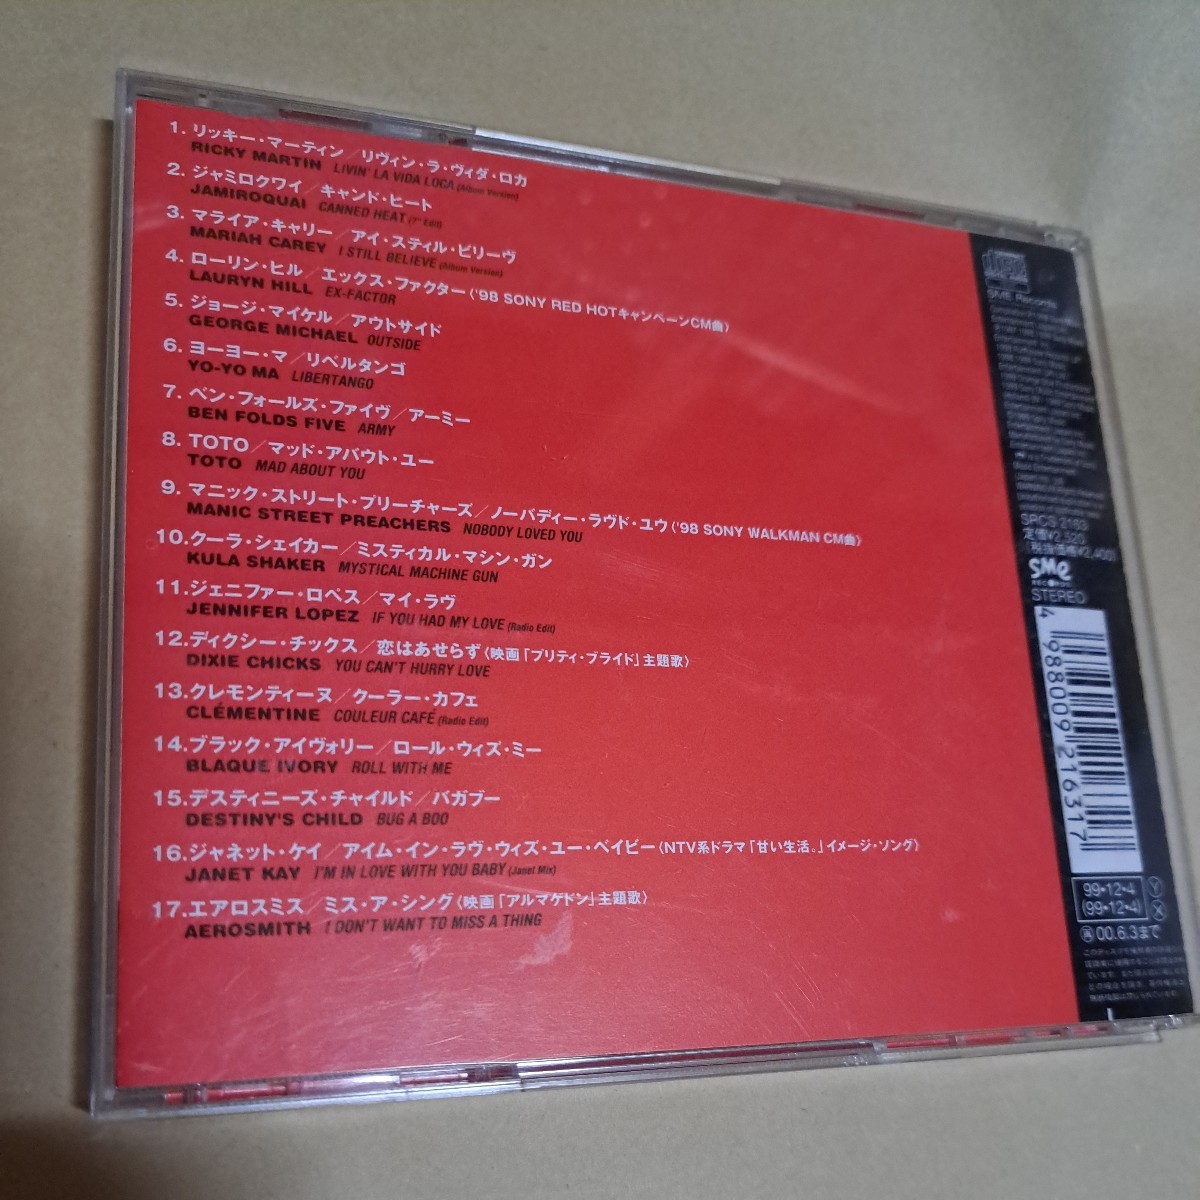 1. リッキー・マーティン／リヴィン・ラ・ヴィダ・ロカ
RICKY MARTIN LIVIN' LA VIDA LOCA (Album Version)
2. ジャミロクワイ／キャンド・ヒート
JAMIROQUAI CANNED HEAT (7" Edit)
3. マライア・キャリー／アイ・スティル・ビリーヴ
MARIAH CAREY I STILL BELIEVE (Album Version)
4. ローリン・ヒル／エックス・ファクター〈'98 SONY RED HOTキャンペーンCM曲〉
LAURYN HILL EX-FACTOR
5. ジョージ・マイケル／アウトサイド
GEORGE MICHAEL OUTSIDE
6. ヨーヨー・マ／リベルタンゴ
YO-YO MA LIBERTANGO
7. ベン・フォールズ・ファイヴ／アーミー
BEN FOLDS FIVE ARMY
8. TOTO／マッド・アバウト・ユー
TOTO MAD ABOUT YOU
9. マニック・ストリート・プリーチャーズ／ノーバディー・ラヴド・ユウ〈'98 SONY WALKMAN CM曲〉
MANIC STREET PREACHERS NOBODY LOVED YOU
10.クーラ・シェイカー／ミスティカル・マシン・ガン
KULA SHAKER MYSTICAL MACHINE GUN
11.ジェニファー・ロペス／マイ・ラヴ
JENNIFER LOPEZ IF YOU HAD MY LOVE (Radio Edit)
12.ディクシー・チックス／恋はあせらず〈映画「プリティ・ブライド」主題歌〉
DIXIE CHICKS YOU CAN'T HURRY LOVE
13.クレモンティーヌ／クーラー・カフェ
CLÉMENTINE COULEUR CAFÉ (Radio Edit)
14.ブラック・アイヴォリー／ロール・ウィズ・ミー
BLAQUE IVORY ROLL WITH ME
15.デスティニーズ・チャイルド／バガブー
DESTINY'S CHILD BUG A BOO
16.ジャネット・ケイ／アイム・イン・ラヴ・ウィズ・ユー・ベイビー〈NTV系ドラマ「甘い生活。」イメージ・ソング〉
JANET KAY I'M IN LOVE WITH YOU BABY (Janet Mix)
17.エアロスミス／ミス・ア・シング〈映画「アルマゲドン」主題歌〉
AEROSMITH I DON'T WANT TO MISS A THING
SME Records
SRCS 2163
定価¥2,520
(税抜価格¥2,400)
SMe
RECORDS
STEREO
4 988009 216317
99・12・4 Y
(99・12・4) X
再 00.6.3まで